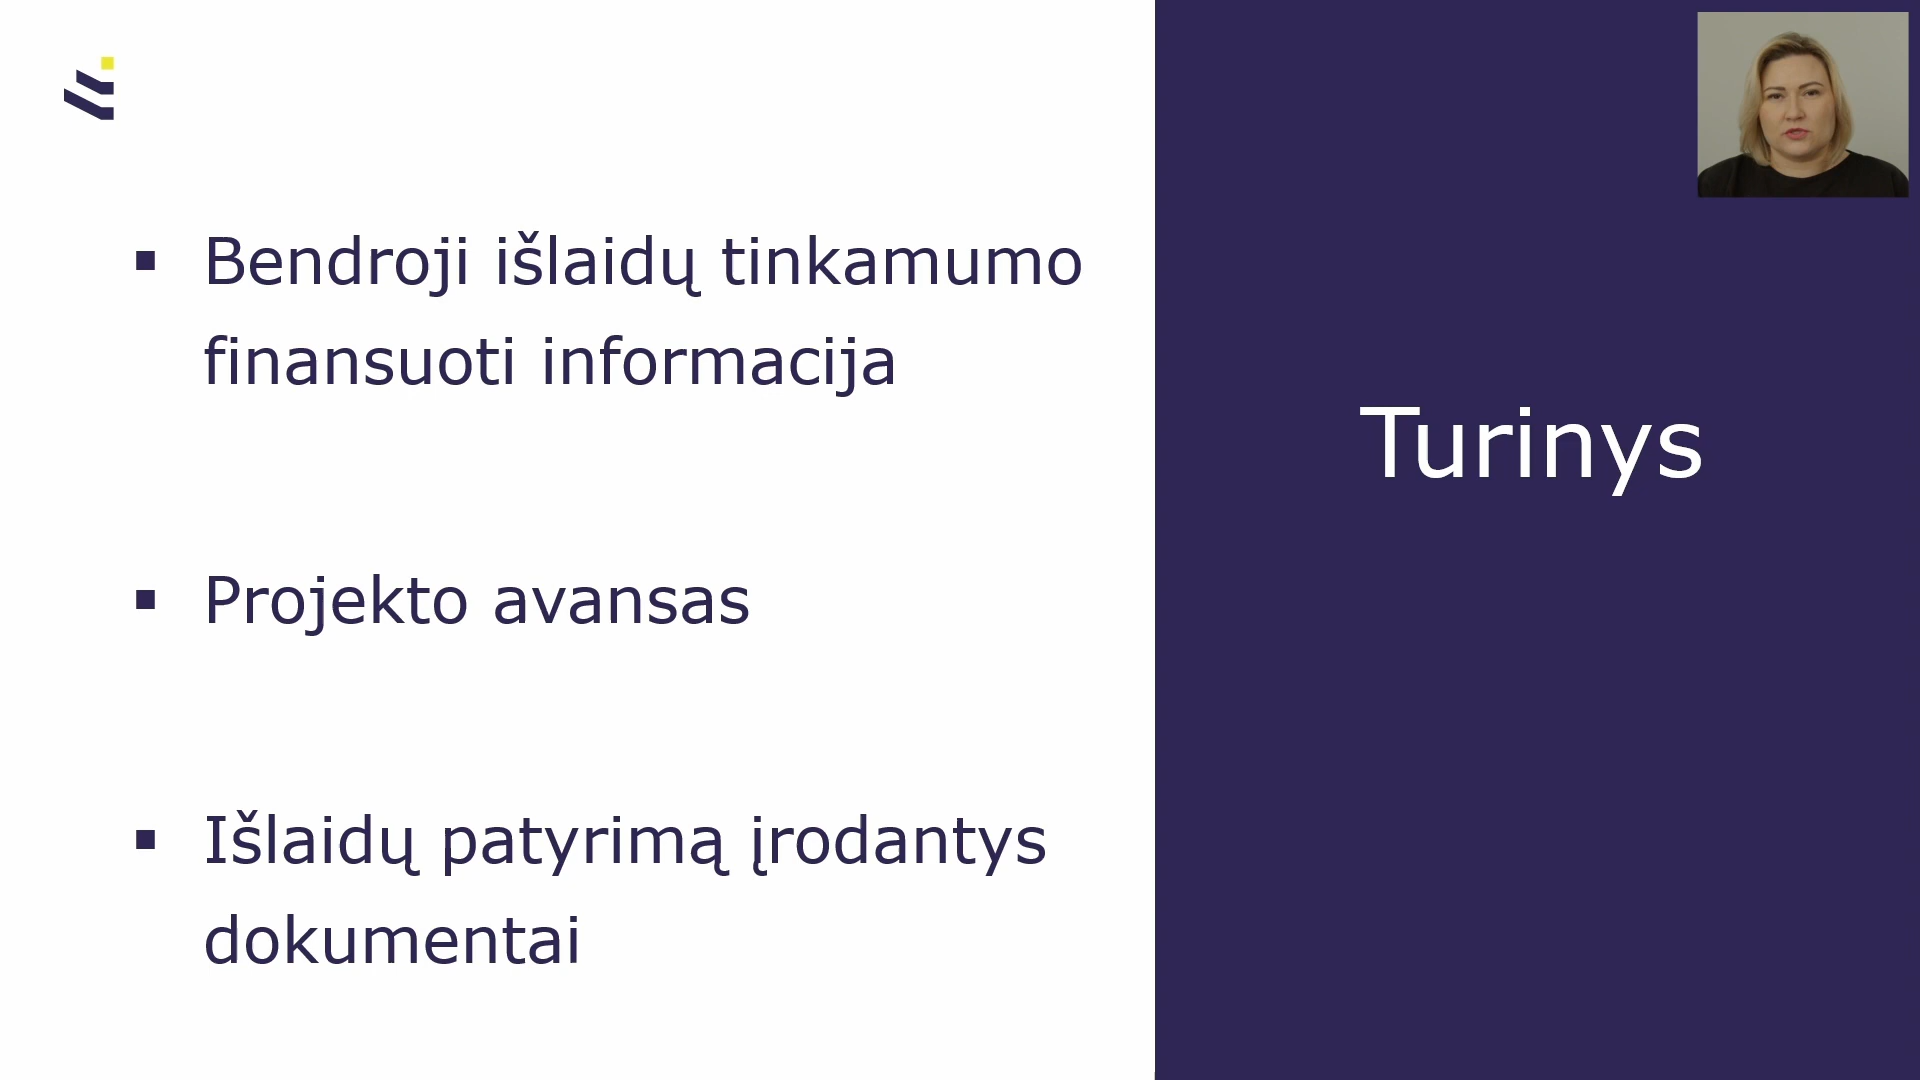 Bendroji išlaidų tinkamumo
finansuoti informacija
Projekto avansas
Išlaidų patyrimą įrodantys
dokumentai
Turinys